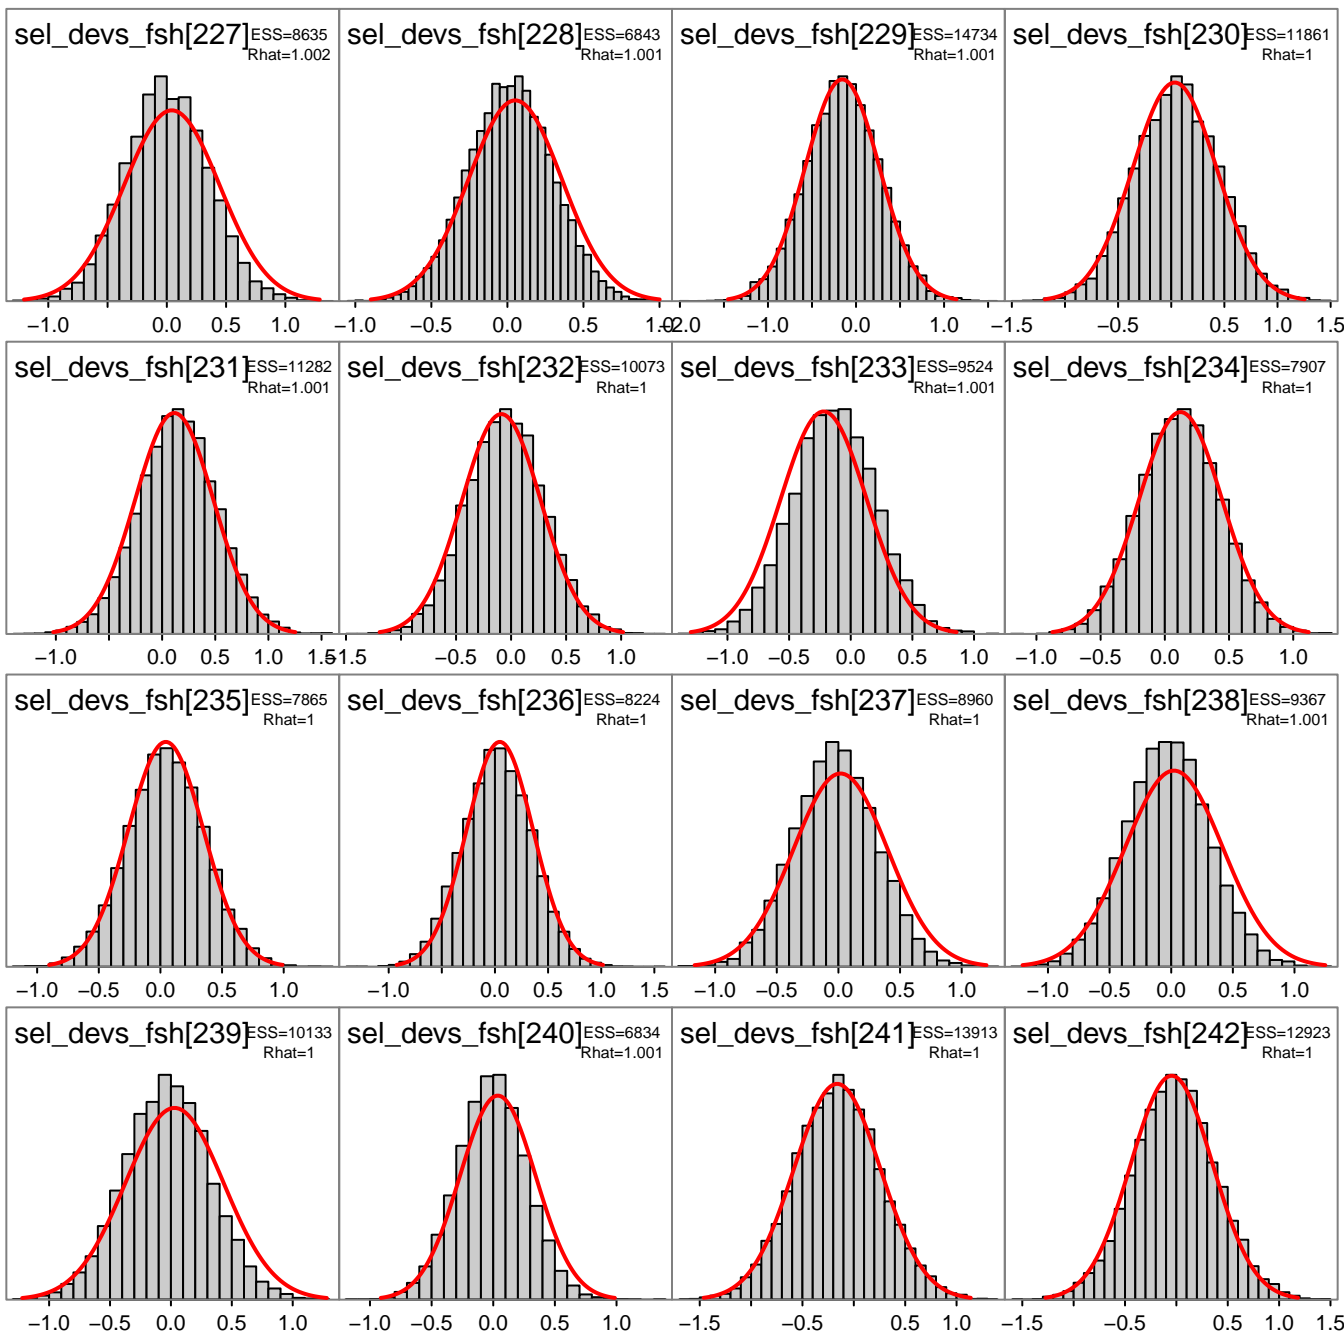 sel_devs_fsh[227]
ESS=8635
Rhat=1.002
−1.0 0.0 0.5 1.0
sel_devs_fsh[228]
ESS=6843
Rhat=1.001
−1.0 −0.5 0.0 0.5 1.0
sel_devs_fsh[229]
ESS=14734
Rhat=1.001
−2.0 −1.0 0.0 0.5
sel_devs_fsh[230]
ESS=11861
Rhat=1
−1.5 −0.5 0.5 1.0 1.5
sel_devs_fsh[231]
ESS=11282
Rhat=1.001
−1.0 0.0 0.5 1.0 1.5
sel_devs_fsh[232]
ESS=10073
Rhat=1
−1.5 −0.5 0.0 0.5 1.0
sel_devs_fsh[233]
ESS=9524
Rhat=1.001
−1.0 −0.5 0.0 0.5 1.0
sel_devs_fsh[234]
ESS=7907
Rhat=1
−1.0 −0.5 0.0 0.5 1.0
sel_devs_fsh[235]
ESS=7865
Rhat=1
−1.0 −0.5 0.0 0.5 1.0
sel_devs_fsh[236]
ESS=8224
Rhat=1
−1.0 0.0 0.5 1.0 1.5
sel_devs_fsh[237]
ESS=8960
Rhat=1
−1.0 −0.5 0.0 0.5 1.0
sel_devs_fsh[238]
ESS=9367
Rhat=1.001
−1.0 −0.5 0.0 0.5 1.0
sel_devs_fsh[239]
ESS=10133
Rhat=1
−1.0 −0.5 0.0 0.5 1.0
sel_devs_fsh[240]
ESS=6834
Rhat=1.001
−1.0 −0.5 0.0 0.5 1.0
sel_devs_fsh[241]
ESS=13913
Rhat=1
−1.5 −0.5 0.0 0.5 1.0
sel_devs_fsh[242]
ESS=12923
Rhat=1
−1.5 −0.5 0.5 1.0 1.5